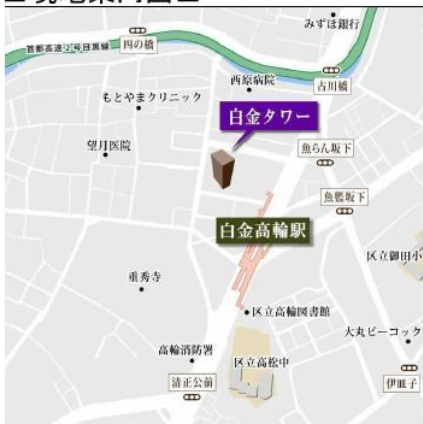 みずほ銀行
首都高速2号目黒線
四の橋
西原病院
古川橋
もとやまクリニック
白金タワー
望月医院
魚らん坂下
魚籃坂下
白金高輪駅
区立御田小
重秀寺
区立高輪図書館
大丸ピーコック
高輪消防署
区立高松中
清正公前
伊皿子